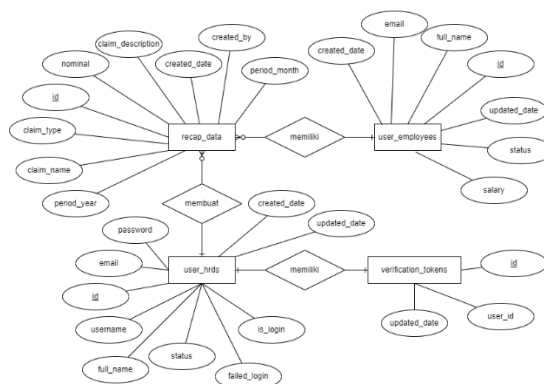 email
created_by
claim_description
full_name
nominal
created_date
created_date
period_month
id
id
updated_date
claim_type
recap_data
memiliki
user_employees
status
claim_name
period_year
salary
membuat
created_date
password
updated_date
email
user_hrds
memiliki
verification_tokens
id
id
username
is_login
user_id
updated_date
status
full_name
failed_login